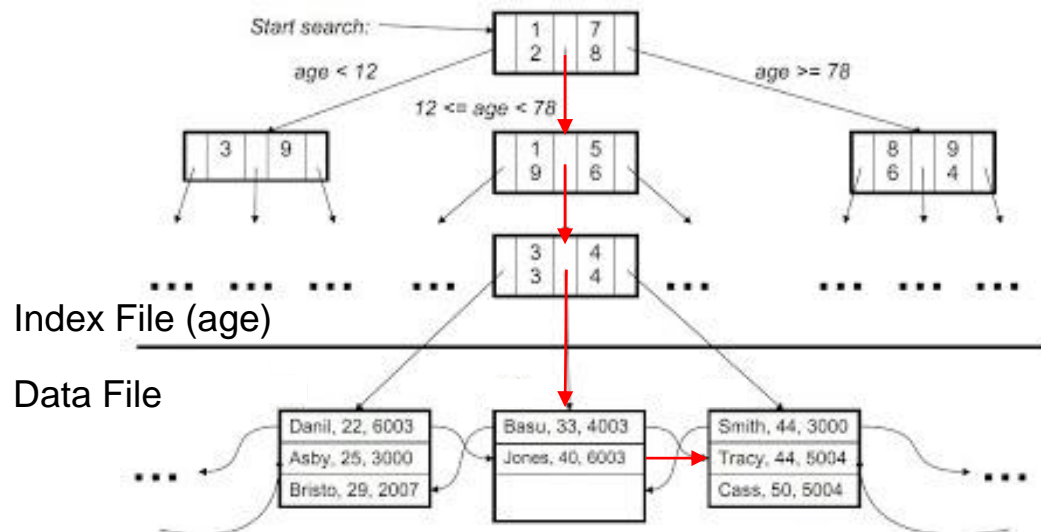 Start search:
1 7
2 8
age < 12
age >= 78
12 <= age < 78
3 9
1 5
9 6
8 9
6 4
3 4
3 4
... ... ... ... ... ... ... ...
Index File (age)
Data File
Danil, 22, 6003
Asby, 25, 3000
Bristo, 29, 2007
Basu, 33, 4003
Jones, 40, 6003
Smith, 44, 3000
Tracy, 44, 5004
Cass, 50, 5004
... ...